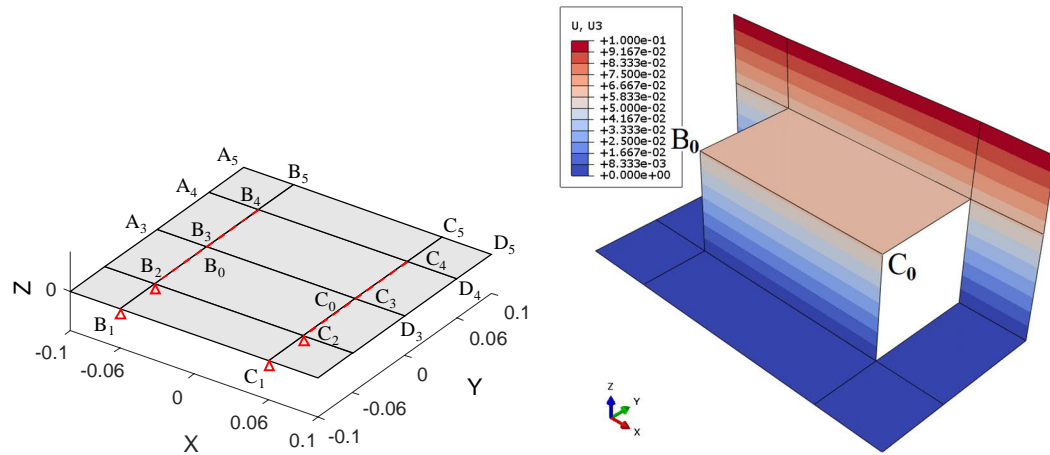 A5
B5
A4
B4
A3
B3
C5
D5
B0
C4
B2
C0
C3
D4
Z
0
B1
C2
D3
0.1
C1
0.06
-0.1
-0.06
0
Y
0
0.06
-0.06
X
0.1
-0.1
U, U3
+1.000e-01
+9.167e-02
+8.333e-02
+7.500e-02
+6.667e-02
+5.833e-02
+5.000e-02
+4.167e-02
+3.333e-02
+2.500e-02
+1.667e-02
+8.333e-03
+0.000e+00
B0
C0
Z
Y
X